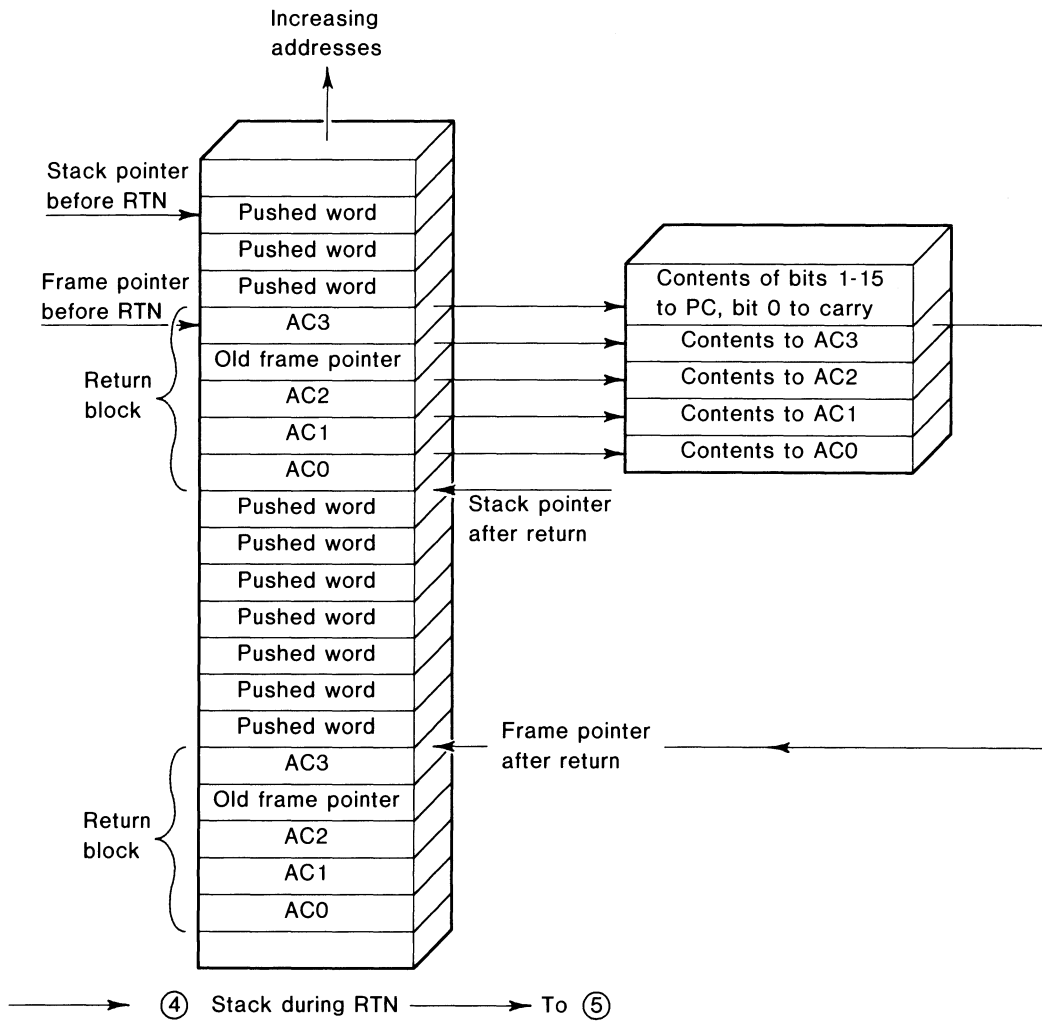 Increasing
addresses
Stack pointer
before RTN
Pushed word
Pushed word
Frame pointer
before RTN
Pushed word
AC3
Return
block
Old frame pointer
AC2
AC1
AC0
Contents of bits 1-15
to PC, bit 0 to carry
Contents to AC3
Contents to AC2
Contents to AC1
Contents to AC0
Stack pointer
after return
Pushed word
Pushed word
Pushed word
Pushed word
Pushed word
Pushed word
Pushed word
Frame pointer
after return
AC3
Old frame pointer
Return
block
AC2
AC1
AC0
④ Stack during RTN To ⑤